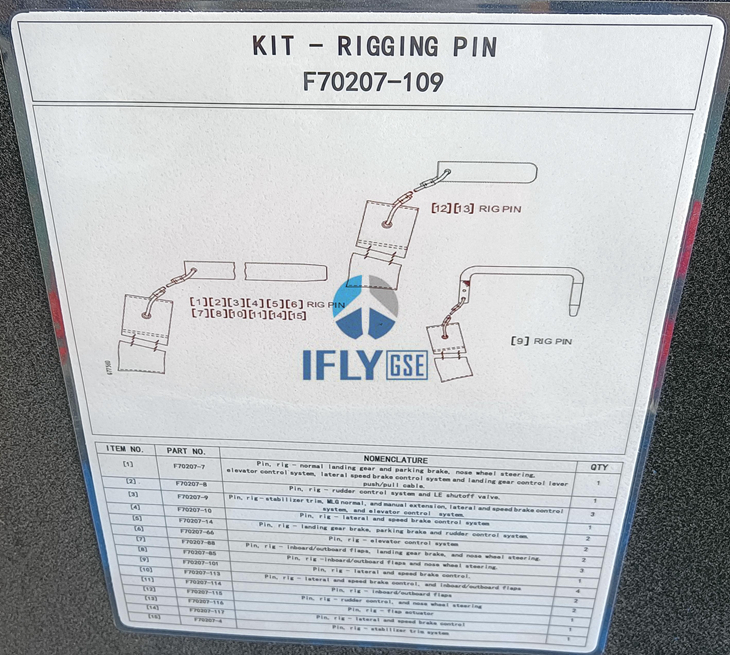 KIT - RIGGING PIN
F70207-109
[12][13] RIG PIN
[1][2][3][4][5][6] RIG PIN
[7][8][10][11][14][15]
[9] RIG PIN
IFLY GSE
ITEM NO. PART NO. NOMENCLATURE QTY
[1] F70207-7 Pin, rig - normal landing gear and parking brake, nose wheel steering,
elevator control system, lateral speed brake control system and landing gear control lever 1
push/pull cable.
[2] F70207-8 Pin, rig - rudder control system and LE shutoff valve. 1
[3] F70207-9 Pin, rig-stabilizer trim, MLG normal, and manual extension, lateral and speed brake control
system, and elevator control system. 3
[4] F70207-10 Pin, rig - lateral and speed brake control system 1
[5] F70207-14 Pin, rig - landing gear brake, parking brake and rudder control system. 2
[6] F70207-66 Pin, rig - elevator control system 2
[7] F70207-68 Pin, rig - inboard/outboard flaps, landing gear brake, and nose wheel steering. 2
[8] F70207-85 Pin, rig -inboard/outboard flaps and nose wheel steering. 2
[9] F70207-101 Pin, rig - lateral and speed brake control.
[10] F70207-113 Pin, rig - lateral and speed brake control, and inboard/outboard flaps
[11] F70207-114 Pin, rig - inboard/outboard flaps 4
[12] F70207-115 Pin, rig - rudder control, and nose wheel steering 2
F70207-116 Pin, rig - flap actuator 2
[14] F70207-117 Pin, rig - lateral and speed brake control 1
[15] F70207-4 Pin, rig - stabilizer trim system 1